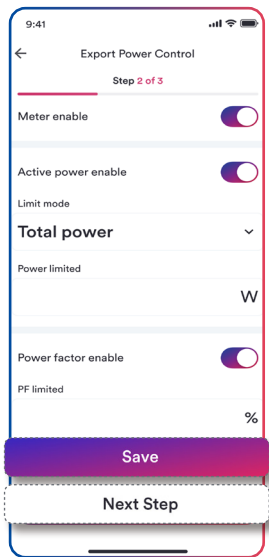 9:41
Export Power Control
Step 2 of 3
Meter enable
Active power enable
Limit mode
Total power
Power limited
W
Power factor enable
PF limited
%
Save
Next Step